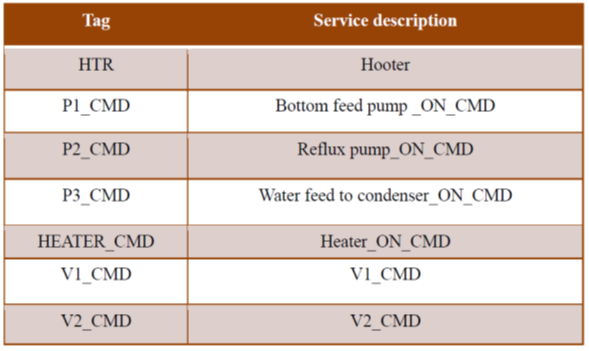 Tag Service description
HTR Hooter
P1_CMD Bottom feed pump _ON_CMD
P2_CMD Reflux pump_ON_CMD
P3_CMD Water feed to condenser_ON_CMD
HEATER_CMD Heater_ON_CMD
V1_CMD V1_CMD
V2_CMD V2_CMD